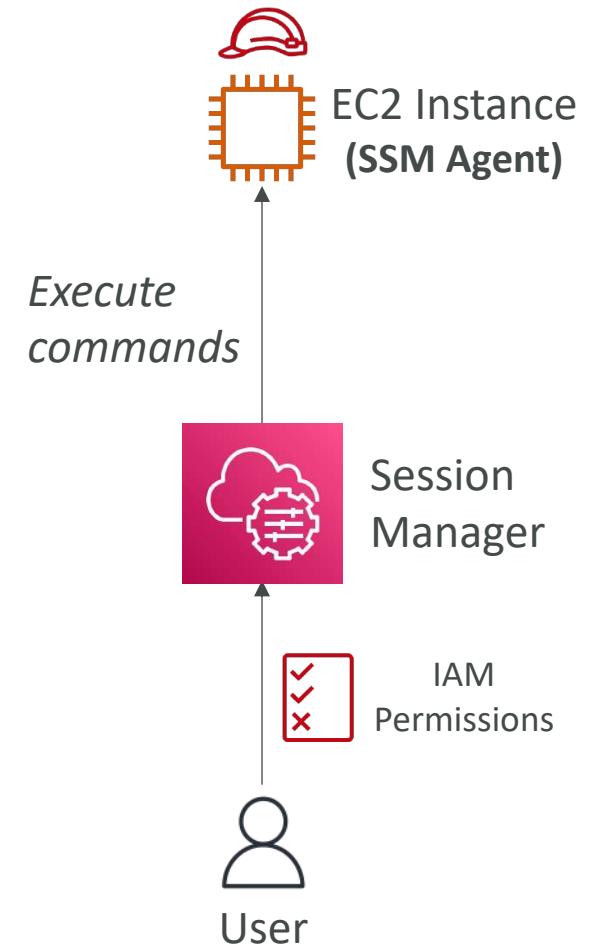 EC2 Instance
(SSM Agent)
Execute
commands
Session
Manager
IAM
Permissions
User